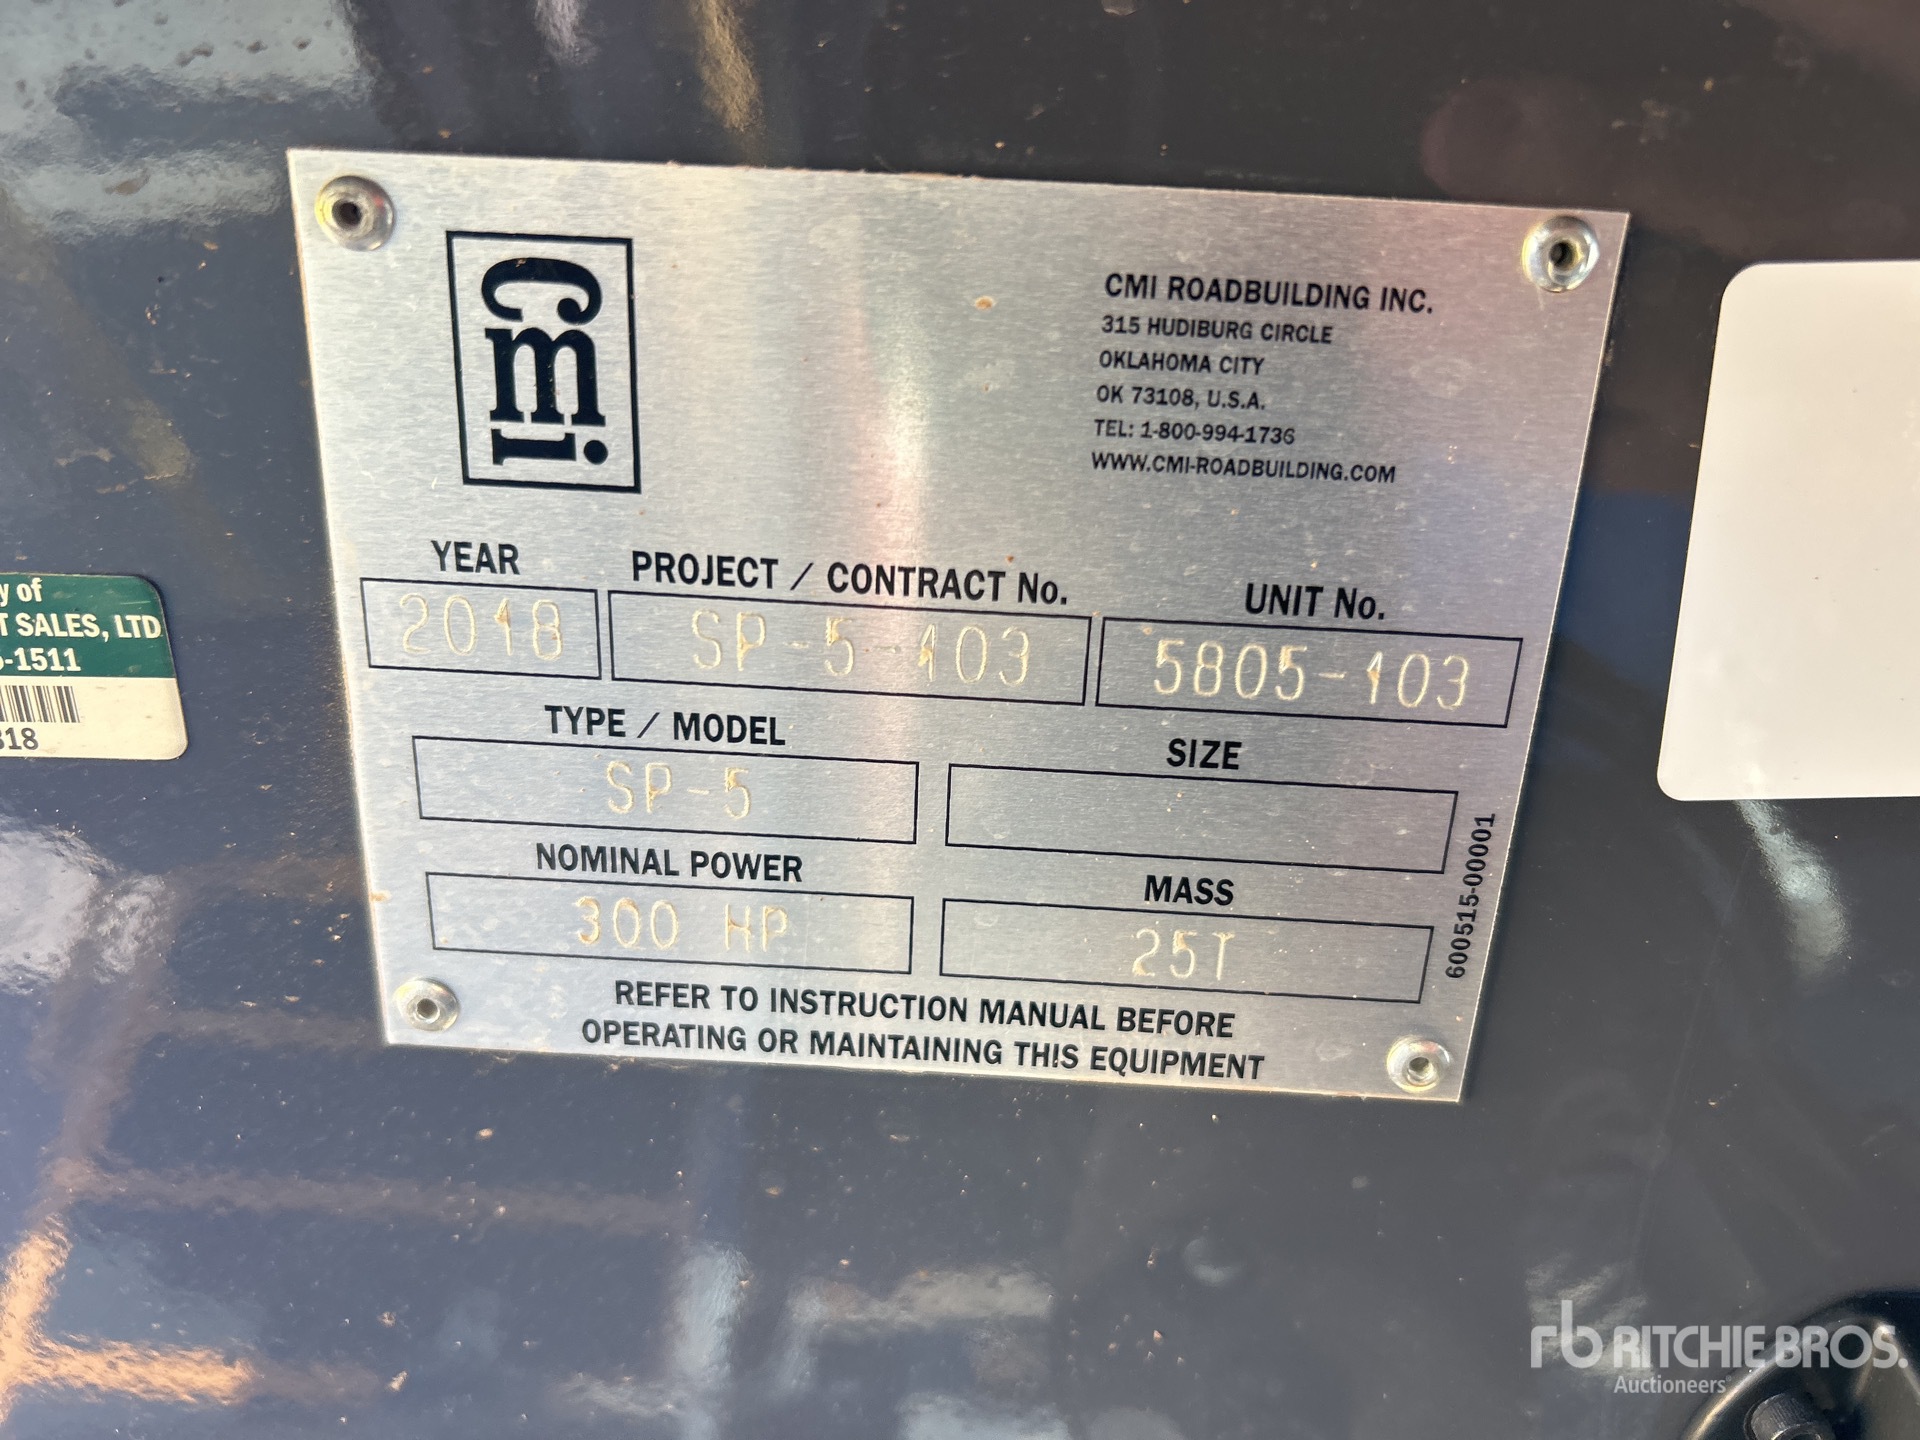 cmi
CMI ROADBUILDING INC.
315 HUDIBURG CIRCLE
OKLAHOMA CITY
OK 73108, U.S.A.
TEL: 1-800-994-1736
WWW.CMI-ROADBUILDING.COM
YEAR
2018
PROJECT / CONTRACT No.
SP-5-103
UNIT No.
5805-103
TYPE / MODEL
SP-5
SIZE
NOMINAL POWER
300 HP
MASS
25T
600515-00001
REFER TO INSTRUCTION MANUAL BEFORE
OPERATING OR MAINTAINING THIS EQUIPMENT
y of
T SALES, LTD
-1511
318
rb RITCHIE BROS.
Auctioneers